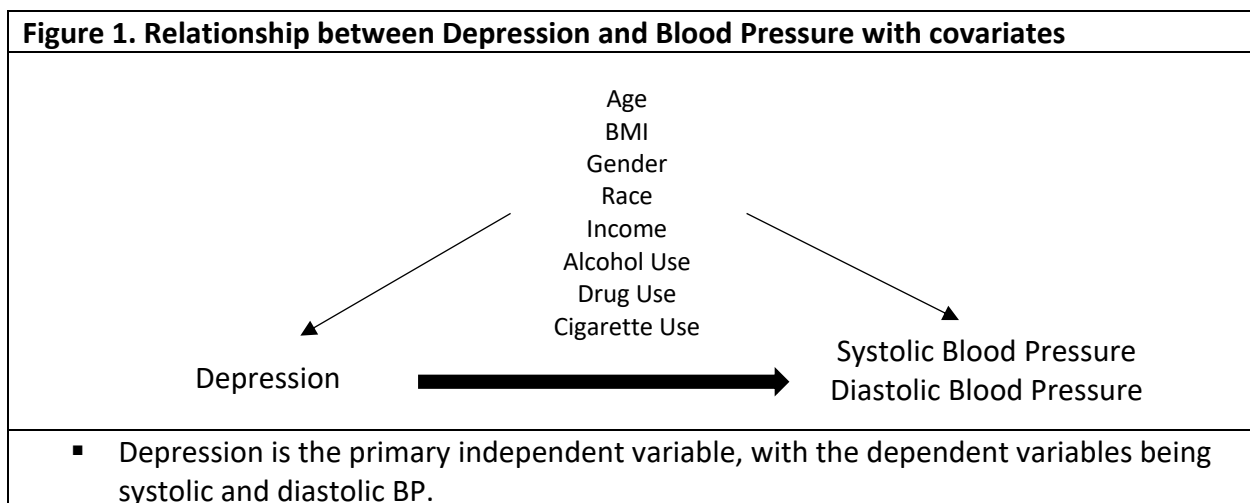 Figure 1. Relationship between Depression and Blood Pressure with covariates
Age
BMI
Gender
Race
Income
Alcohol Use
Drug Use
Cigarette Use
Depression
Systolic Blood Pressure
Diastolic Blood Pressure
▪ Depression is the primary independent variable, with the dependent variables being
systolic and diastolic BP.